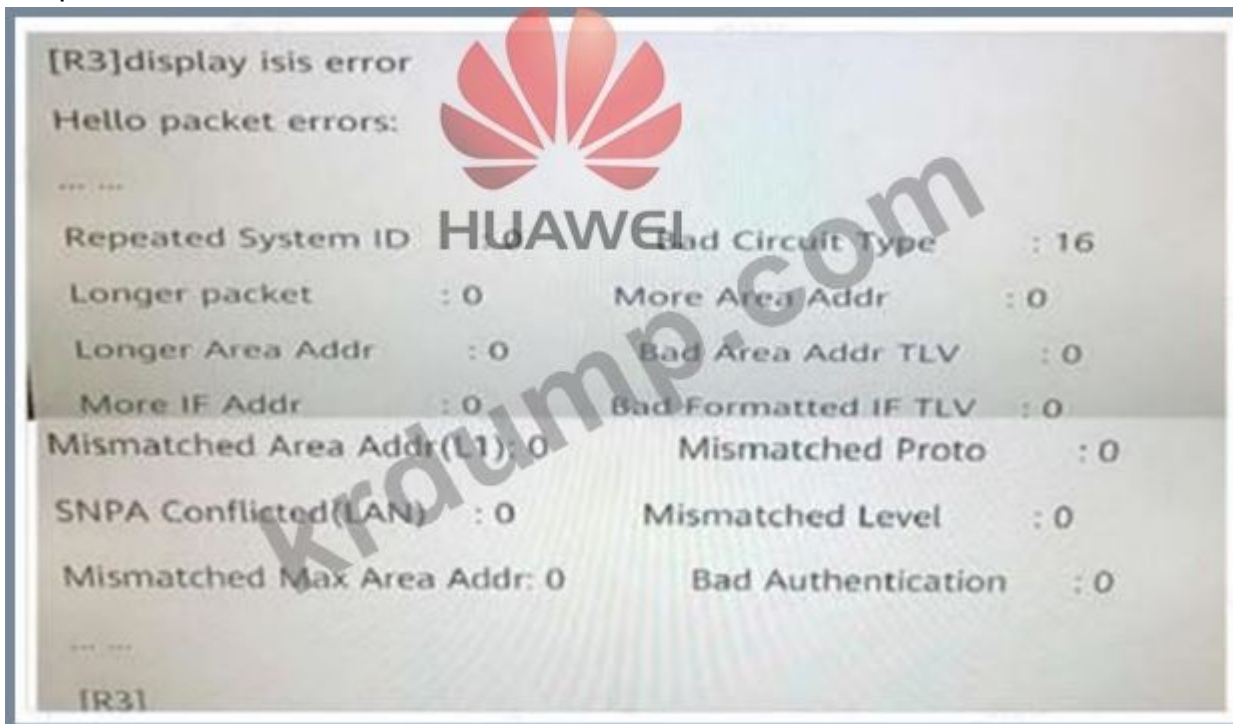 [R3]display isis error
Hello packet errors:
... ...
Repeated System ID : 0 Bad Circuit Type : 16
Longer packet : 0 More Area Addr : 0
Longer Area Addr : 0 Bad Area Addr TLV : 0
More IF Addr : 0 Bad Formatted IF TLV : 0
Mismatched Area Addr(L1): 0 Mismatched Proto : 0
SNPA Conflicted(LAN) : 0 Mismatched Level : 0
Mismatched Max Area Addr: 0 Bad Authentication : 0
... ...
[R3]
HUAWEI
krdump.com